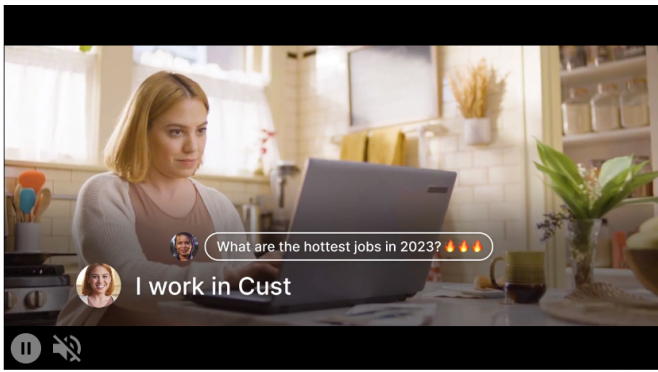 What are the hottest jobs in 2023? 🔥🔥🔥
I work in Cust